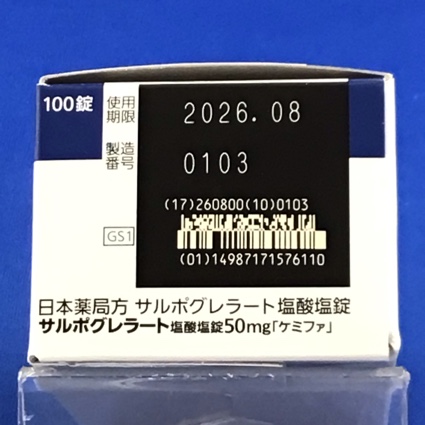 100錠
使用期限 2026.08
製造番号 0103
(17)260800(10)0103
GS1
(01)14987171576110
日本薬局方 サルポグレラート塩酸塩錠
サルポグレラート塩酸塩錠50mg「ケミファ」